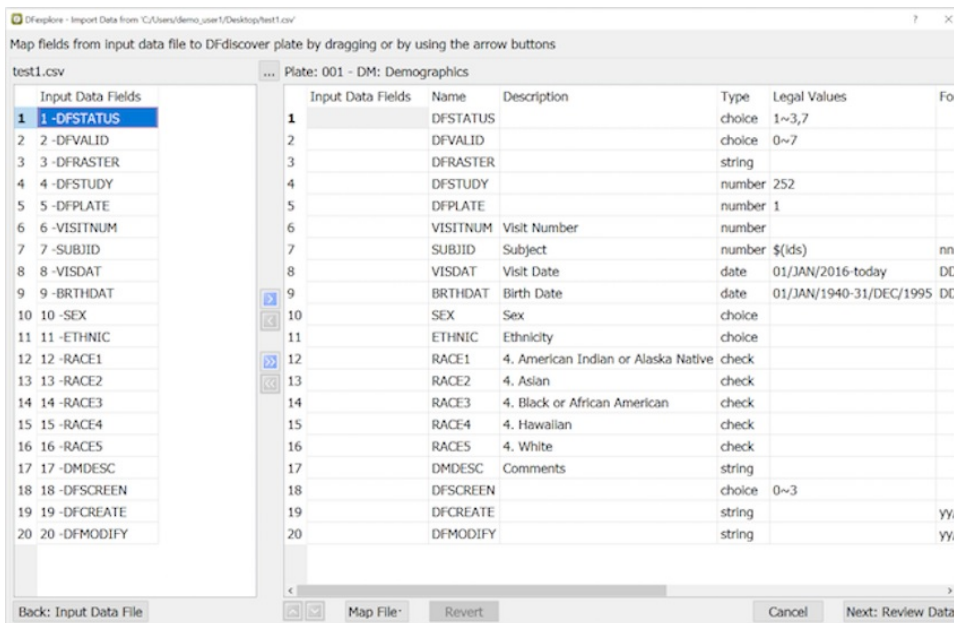 DFexplore - Import Data from 'C:/Users/demo_user1/Desktop/test1.csv' ? ×
Map fields from input data file to DFdiscover plate by dragging or by using the arrow buttons
test1.csv ... Plate: 001 - DM: Demographics
Input Data Fields Input Data Fields Name Description Type Legal Values Fo
1 1 -DFSTATUS 1 DFSTATUS choice 1~3,7
2 2 -DFVALID 2 DFVALID choice 0~7
3 3 -DFRASTER 3 DFRASTER string
4 4 -DFSTUDY 4 DFSTUDY number 252
5 5 -DFPLATE 5 DFPLATE number 1
6 6 -VISITNUM 6 VISITNUM Visit Number number
7 7 -SUBJID 7 SUBJID Subject number $(ids) nn
8 8 -VISDAT 8 VISDAT Visit Date date 01/JAN/2016-today DD
9 9 -BRTHDAT 9 BRTHDAT Birth Date date 01/JAN/1940-31/DEC/1995 DD
10 10 -SEX 10 SEX Sex choice
11 11 -ETHNIC 11 ETHNIC Ethnicity choice
12 12 -RACE1 12 RACE1 4. American Indian or Alaska Native check
13 13 -RACE2 13 RACE2 4. Asian check
14 14 -RACE3 14 RACE3 4. Black or African American check
15 15 -RACE4 15 RACE4 4. Hawaiian check
16 16 -RACE5 16 RACE5 4. White check
17 17 -DMDESC 17 DMDESC Comments string
18 18 -DFSCREEN 18 DFSCREEN choice 0~3
19 19 -DFCREATE 19 DFCREATE string yy/
20 20 -DFMODIFY 20 DFMODIFY string yy/
Back: Input Data File Map File Revert Cancel Next: Review Data